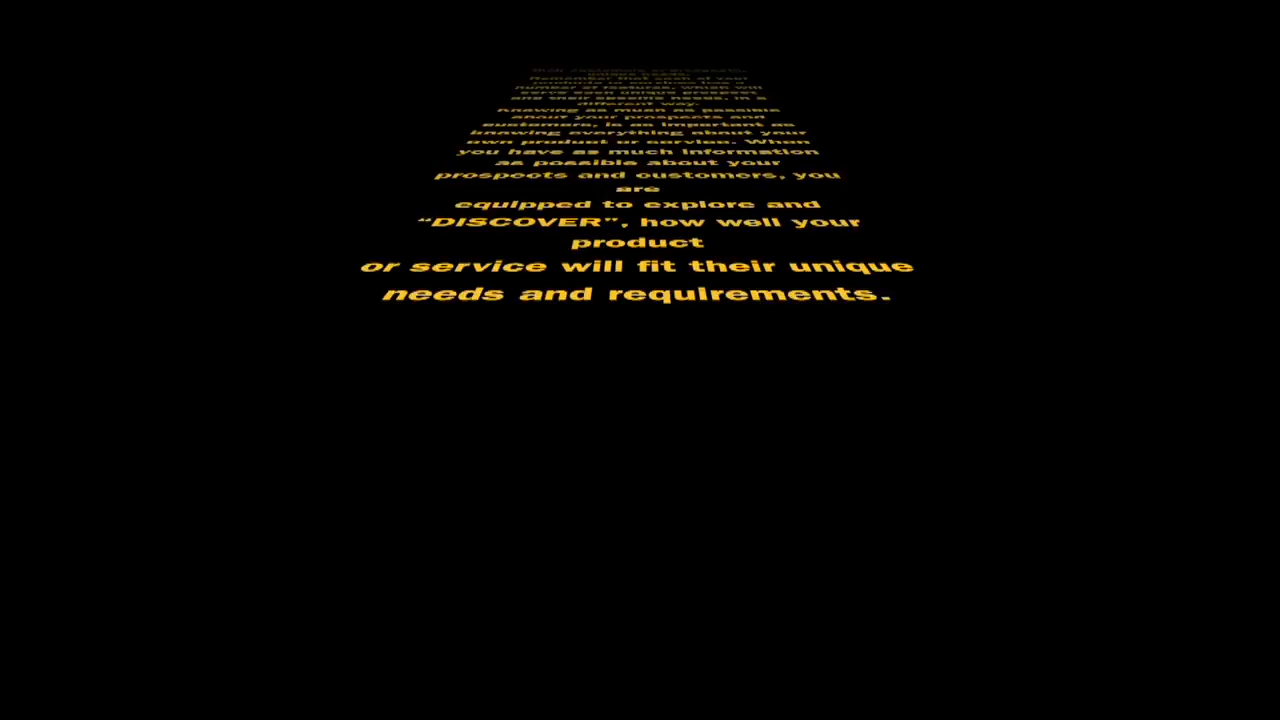 unique needs.
Remember that each of your
products or services has a
number of features, which will
serve each unique prospect
and their specific needs, in a
different way.
Knowing as much as possible
about your prospects and
customers, is as important as
knowing everything about your
own product or service. When
you have as much information
as possible about your
prospects and customers, you
are
equipped to explore and
“DISCOVER”, how well your
product
or service will fit their unique
needs and requirements.